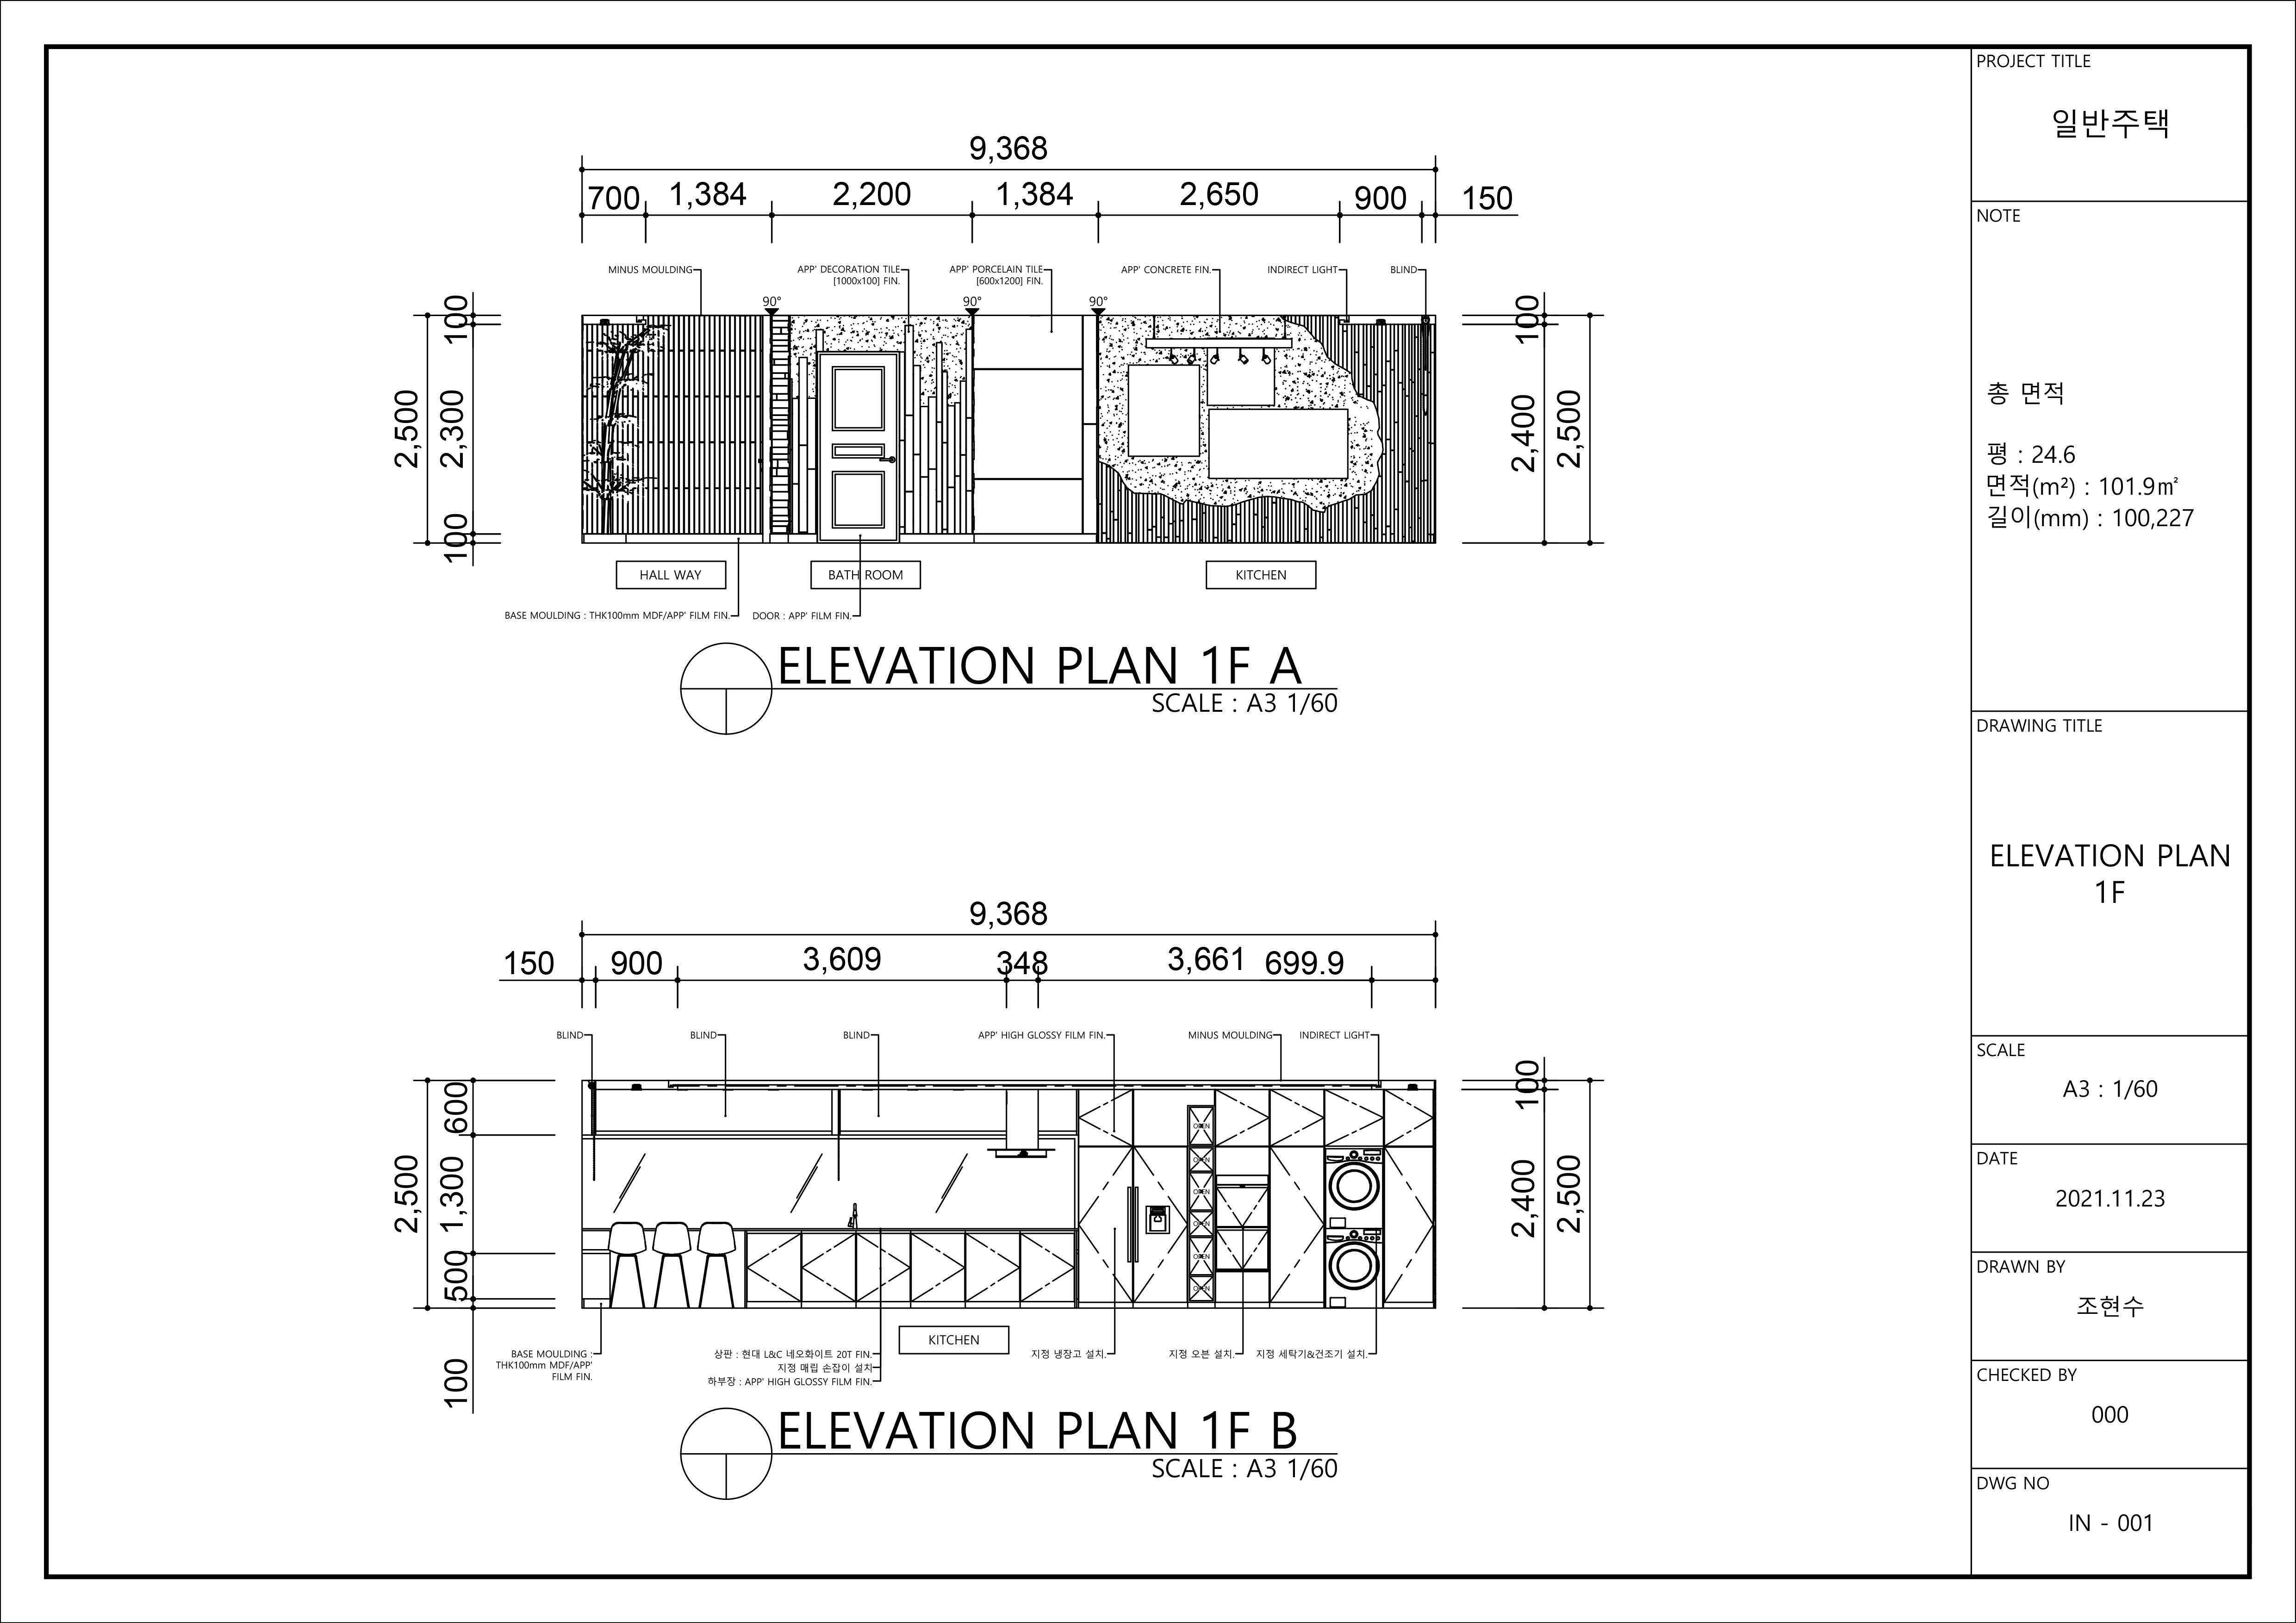 9,368
700 1,384 2,200 1,384 2,650 900 150
MINUS MOULDING
APP' DECORATION TILE
[1000x100] FIN.
APP' PORCELAIN TILE
[600x1200] FIN.
APP' CONCRETE FIN.
INDIRECT LIGHT
BLIND
90° 90° 90°
2,500
100
2,300
100
100
2,400
2,500
HALL WAY
BATH ROOM
KITCHEN
BASE MOULDING : THK100mm MDF/APP' FILM FIN.
DOOR : APP' FILM FIN.
ELEVATION PLAN 1F A
SCALE : A3 1/60
9,368
150 900 3,609 348 3,661 699.9
BLIND
BLIND
BLIND
APP' HIGH GLOSSY FILM FIN.
MINUS MOULDING
INDIRECT LIGHT
2,500
600
1,300
500
100
100
2,400
2,500
OPEN
OPEN
OPEN
OPEN
OPEN
OPEN
KITCHEN
BASE MOULDING :
THK100mm MDF/APP'
FILM FIN.
상판 : 현대 L&C 네오화이트 20T FIN.
지정 매립 손잡이 설치
하부장 : APP' HIGH GLOSSY FILM FIN.
지정 냉장고 설치.
지정 오븐 설치.
지정 세탁기&건조기 설치.
ELEVATION PLAN 1F B
SCALE : A3 1/60
PROJECT TITLE
일반주택
NOTE
총 면적
평 : 24.6
면적(m²) : 101.9㎡
길이(mm) : 100,227
DRAWING TITLE
ELEVATION PLAN
1F
SCALE
A3 : 1/60
DATE
2021.11.23
DRAWN BY
조현수
CHECKED BY
000
DWG NO
IN - 001